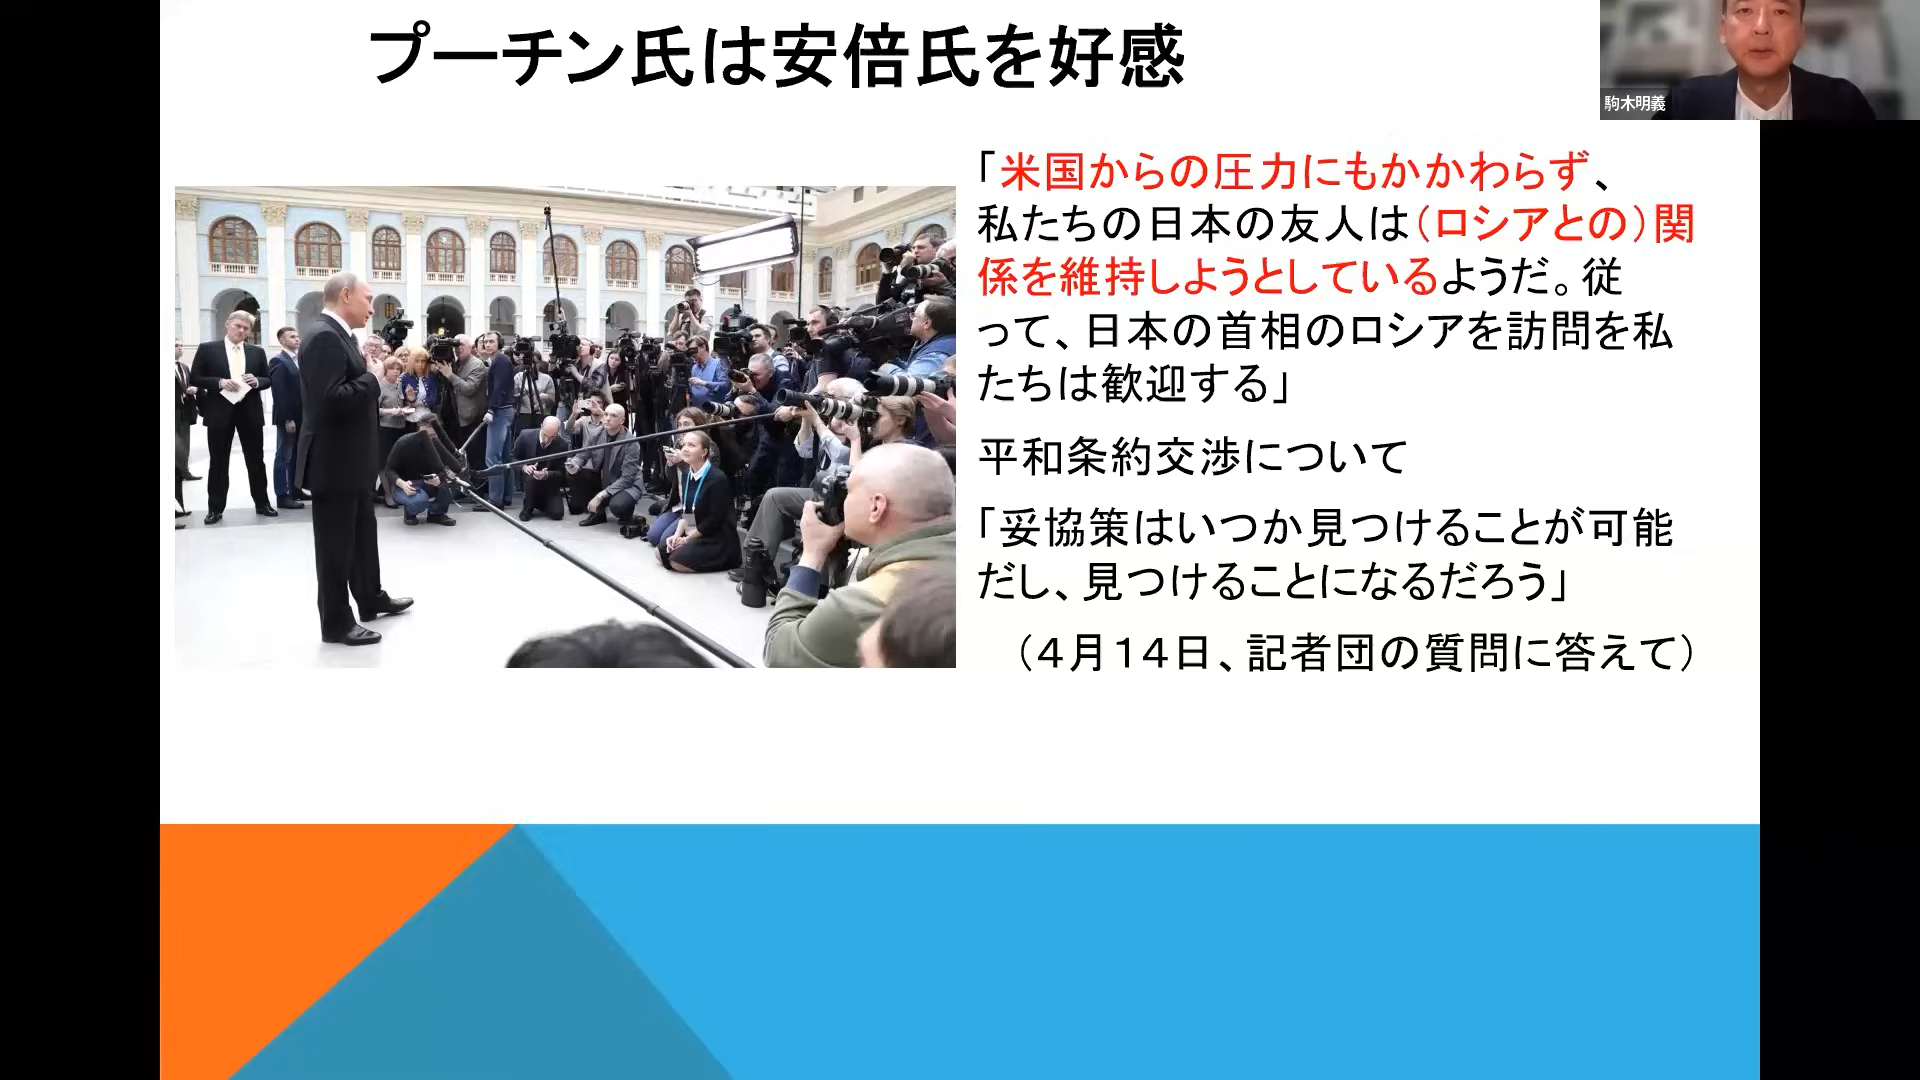 プーチン氏は安倍氏を好感
駒木明義
「米国からの圧力にもかかわらず、
私たちの日本の友人は(ロシアとの)関
係を維持しようとしているようだ。従
って、日本の首相のロシアを訪問を私
たちは歓迎する」
平和条約交渉について
「妥協策はいつか見つけることが可能
だし、見つけることになるだろう」
（４月１４日、記者団の質問に答えて）